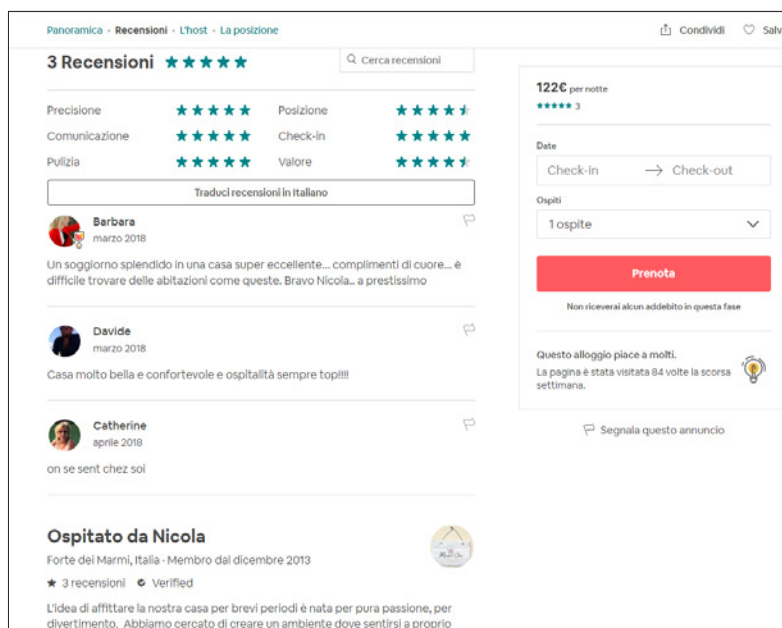 Panoramica · Recensioni · L'host · La posizione
Condividi
Salv
3 Recensioni
Cerca recensioni
Precisione
Posizione
Comunicazione
Check-in
Pulizia
Valore
Traduci recensioni in Italiano
Barbara
marzo 2018
Un soggiorno splendido in una casa super eccellente... complimenti di cuore... è
difficile trovare delle abitazioni come queste. Bravo Nicola... a prestissimo
Davide
marzo 2018
Casa molto bella e confortevole e ospitalità sempre top!!!!
Catherine
aprile 2018
on se sent chez soi
Ospitato da Nicola
Forte dei Marmi, Italia · Membro dal dicembre 2013
3 recensioni Verified
L'idea di affittare la nostra casa per brevi periodi è nata per pura passione, per
divertimento. Abbiamo cercato di creare un ambiente dove sentirsi a proprio
122€ per notte
3
Date
Check-in → Check-out
Ospiti
1 ospite
Prenota
Non riceverai alcun addebito in questa fase
Questo alloggio piace a molti.
La pagina è stata visitata 84 volte la scorsa
settimana.
Segnala questo annuncio